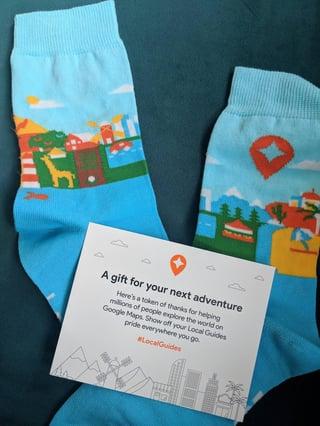 A gift for your next adventure
Here's a token of thanks for helping
millions of people explore the world on
Google Maps. Show off your Local Guides
pride everywhere you go.
#LocalGuides